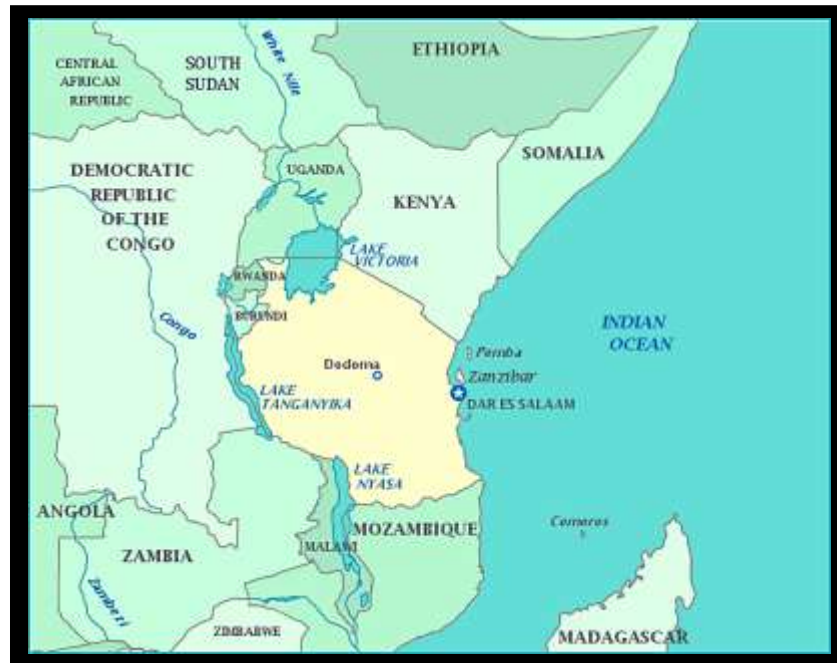 ETHIOPIA
CENTRAL
AFRICAN
REPUBLIC
SOUTH
SUDAN
White Nile
SOMALIA
DEMOCRATIC
REPUBLIC
OF THE
CONGO
UGANDA
KENYA
LAKE
VICTORIA
RWANDA
BURUNDI
Congo
INDIAN
OCEAN
Pemba
Dodoma
Zanzibar
LAKE
TANGANYIKA
DAR ES SALAAM
LAKE
NYASA
ANGOLA
MOZAMBIQUE
Comoros
ZAMBIA
MALAWI
Zambezi
ZIMBABWE
MADAGASCAR